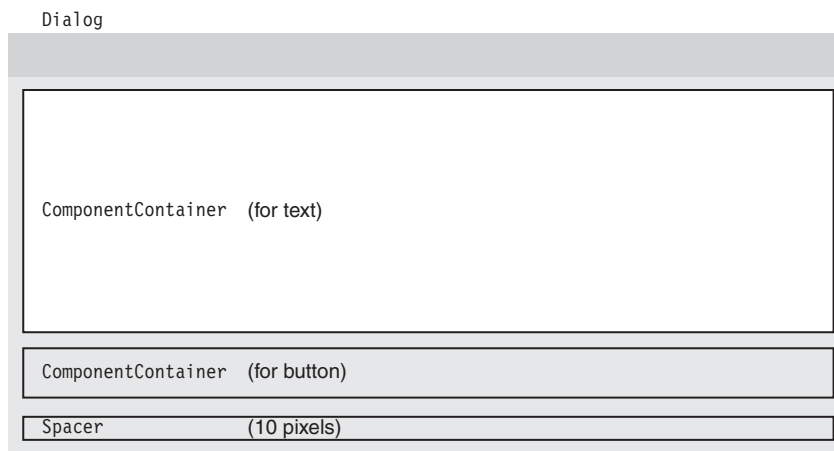 Dialog
ComponentContainer (for text)
ComponentContainer (for button)
Spacer (10 pixels)